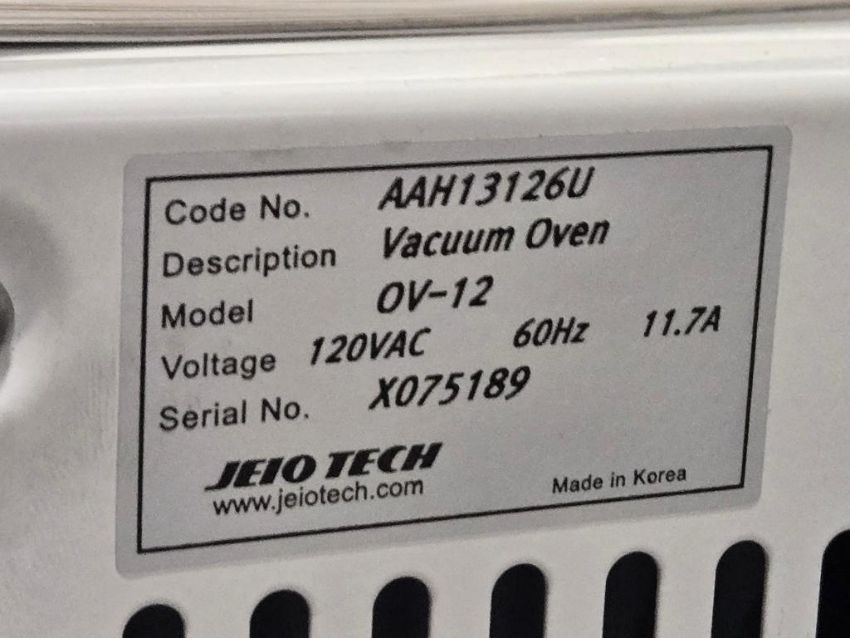 Code No. AAH13126U
Description Vacuum Oven
Model OV-12
Voltage 120VAC 60Hz 11.7A
Serial No. X075189
JEIO TECH
www.jeiotech.com Made in Korea